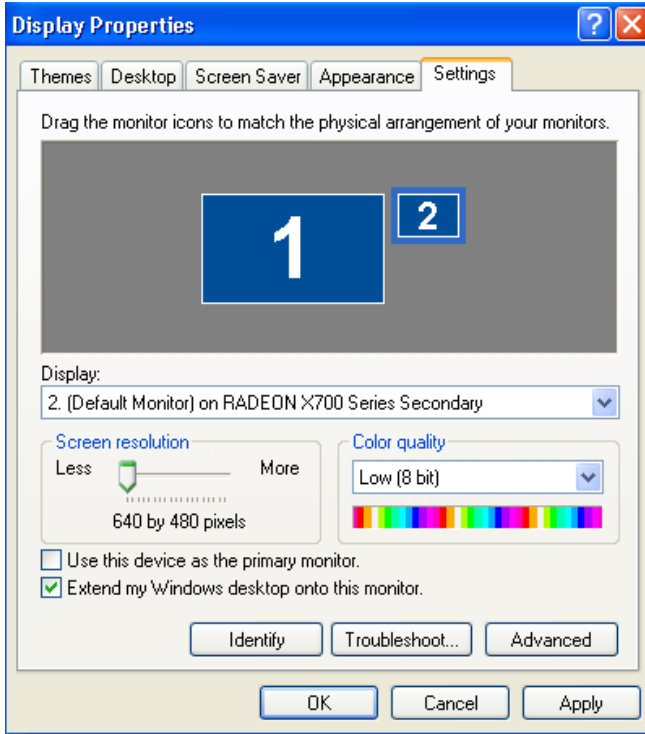 Display Properties
Themes Desktop Screen Saver Appearance Settings
Drag the monitor icons to match the physical arrangement of your monitors.
1 2
Display:
2. (Default Monitor) on RADEON X700 Series Secondary
Screen resolution Color quality
Less More Low (8 bit)
640 by 480 pixels
Use this device as the primary monitor.
Extend my Windows desktop onto this monitor.
Identify Troubleshoot... Advanced
OK Cancel Apply